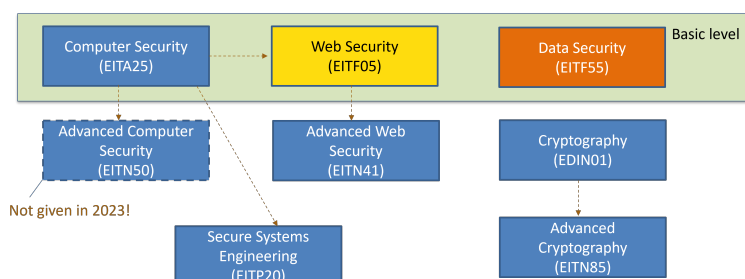 Computer Security
(EITA25)
Web Security
(EITF05)
Data Security
(EITF55)
Basic level
Advanced Computer
Security
(EITN50)
Advanced Web
Security
(EITN41)
Cryptography
(EDIN01)
Not given in 2023!
Secure Systems
Engineering
(EITP20)
Advanced
Cryptography
(EITN85)